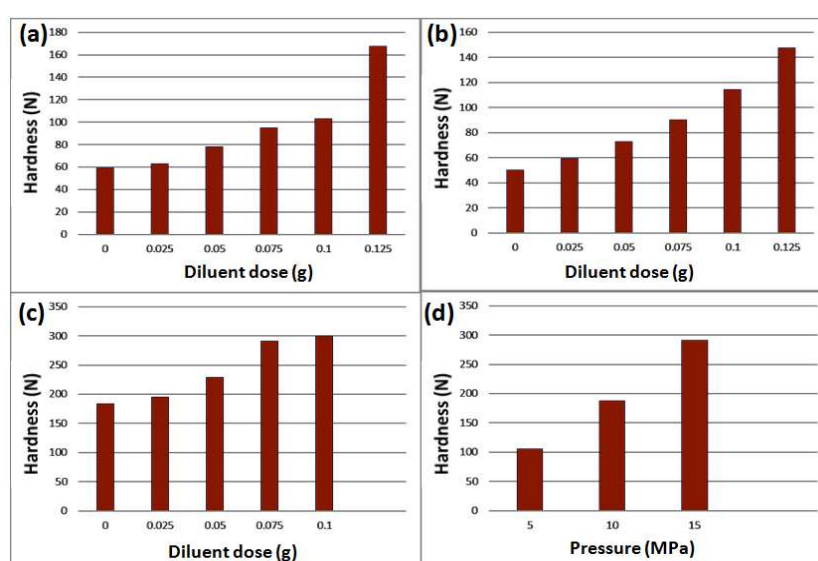 (a)
Hardness (N)
180
160
140
120
100
80
60
40
20
0
0 0.025 0.05 0.075 0.1 0.125
Diluent dose (g)
(b)
Hardness (N)
160
140
120
100
80
60
40
20
0
0 0.025 0.05 0.075 0.1 0.125
Diluent dose (g)
(c)
Hardness (N)
350
300
250
200
150
100
50
0
0 0.025 0.05 0.075 0.1
Diluent dose (g)
(d)
Hardness (N)
350
300
250
200
150
100
50
0
5 10 15
Pressure (MPa)